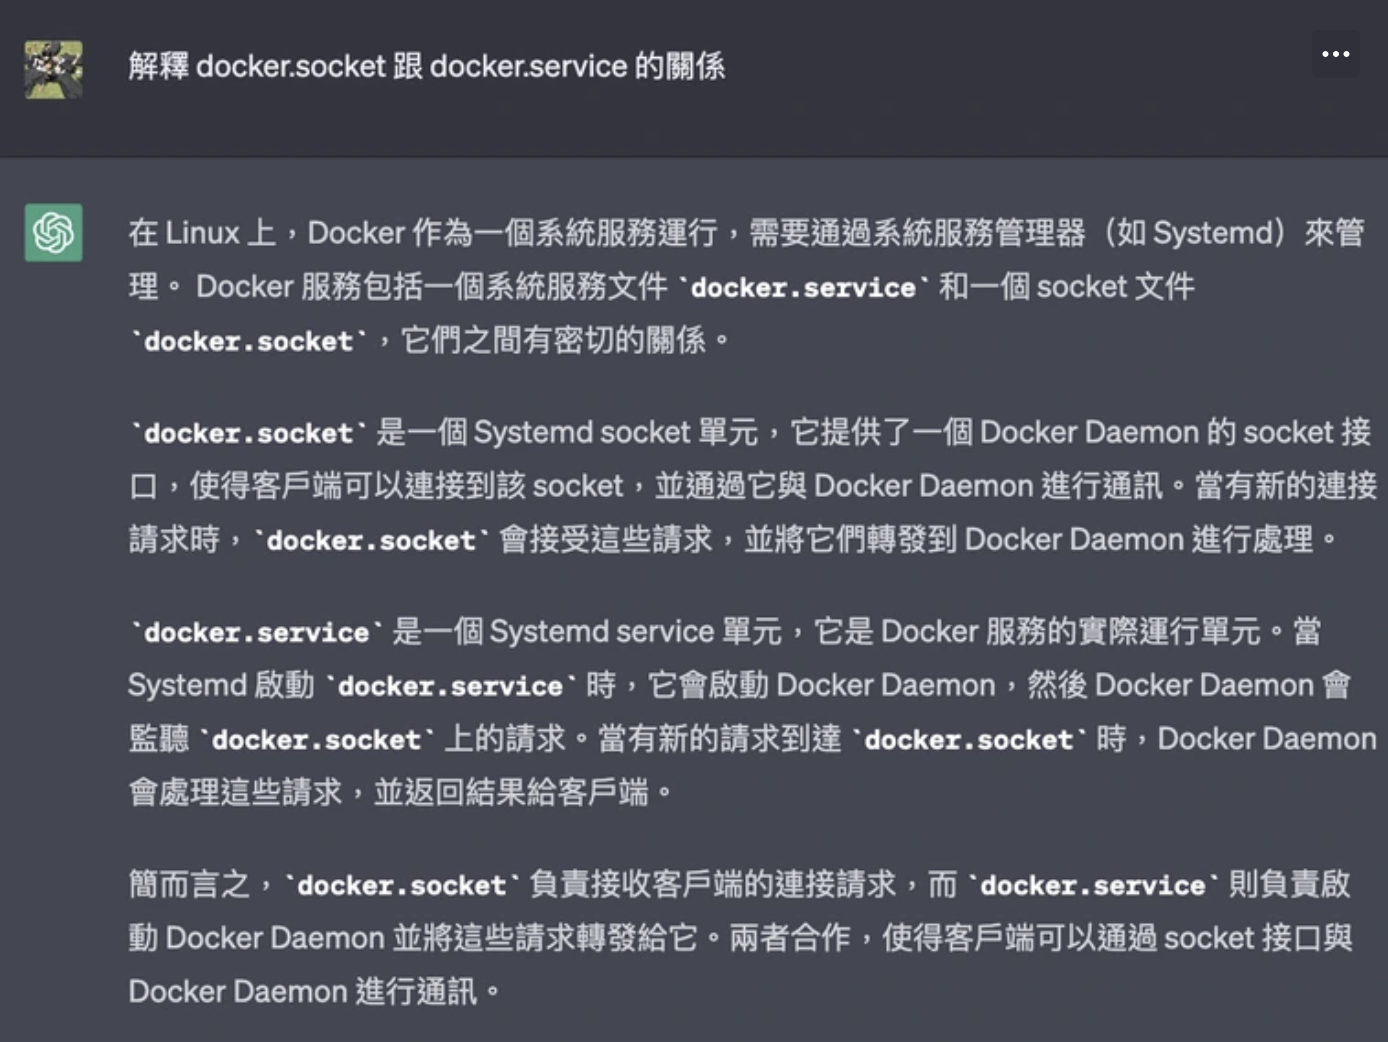 解釋 docker.socket 跟 docker.service 的關係
在 Linux 上，Docker 作為一個系統服務運行，需要通過系統服務管理器（如 Systemd）來管
理。 Docker 服務包括一個系統服務文件 `docker.service` 和一個 socket 文件
`docker.socket`，它們之間有密切的關係。
`docker.socket` 是一個 Systemd socket 單元，它提供了一個 Docker Daemon 的 socket 接
口，使得客戶端可以連接到該 socket，並通過它與 Docker Daemon 進行通訊。當有新的連接
請求時，`docker.socket` 會接受這些請求，並將它們轉發到 Docker Daemon 進行處理。
`docker.service` 是一個 Systemd service 單元，它是 Docker 服務的實際運行單元。當
Systemd 啟動 `docker.service` 時，它會啟動 Docker Daemon，然後 Docker Daemon 會
監聽 `docker.socket` 上的請求。當有新的請求到達 `docker.socket` 時，Docker Daemon
會處理這些請求，並返回結果給客戶端。
簡而言之，`docker.socket` 負責接收客戶端的連接請求，而 `docker.service` 則負責啟
動 Docker Daemon 並將這些請求轉發給它。兩者合作，使得客戶端可以通過 socket 接口與
Docker Daemon 進行通訊。